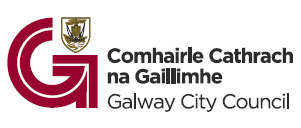 Comhairle Cathrach
na Gaillimhe
Galway City Council